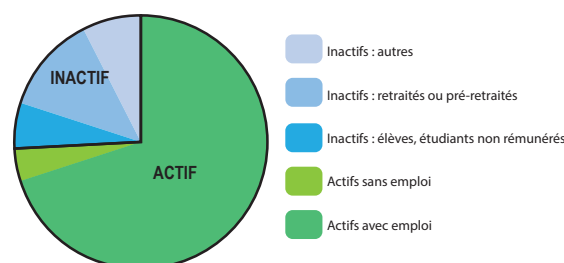 INACTIF
ACTIF
Inactifs : autres
Inactifs : retraités ou pré-retraités
Inactifs : élèves, étudiants non rémunérés
Actifs sans emploi
Actifs avec emploi